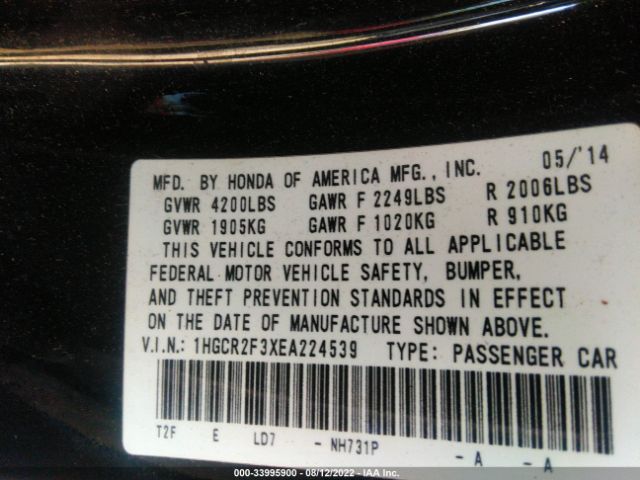 MFD. BY HONDA OF AMERICA MFG., INC. 05/'14
GVWR 4200LBS GAWR F 2249LBS R 2006LBS
GVWR 1905KG GAWR F 1020KG R 910KG
THIS VEHICLE CONFORMS TO ALL APPLICABLE
FEDERAL MOTOR VEHICLE SAFETY, BUMPER,
AND THEFT PREVENTION STANDARDS IN EFFECT
ON THE DATE OF MANUFACTURE SHOWN ABOVE.
V.I.N.: 1HGCR2F3XEA224539 TYPE: PASSENGER CAR
T2F E LD7 - NH731P - A - A
000-33995900 - 08/12/2022 - IAA Inc.